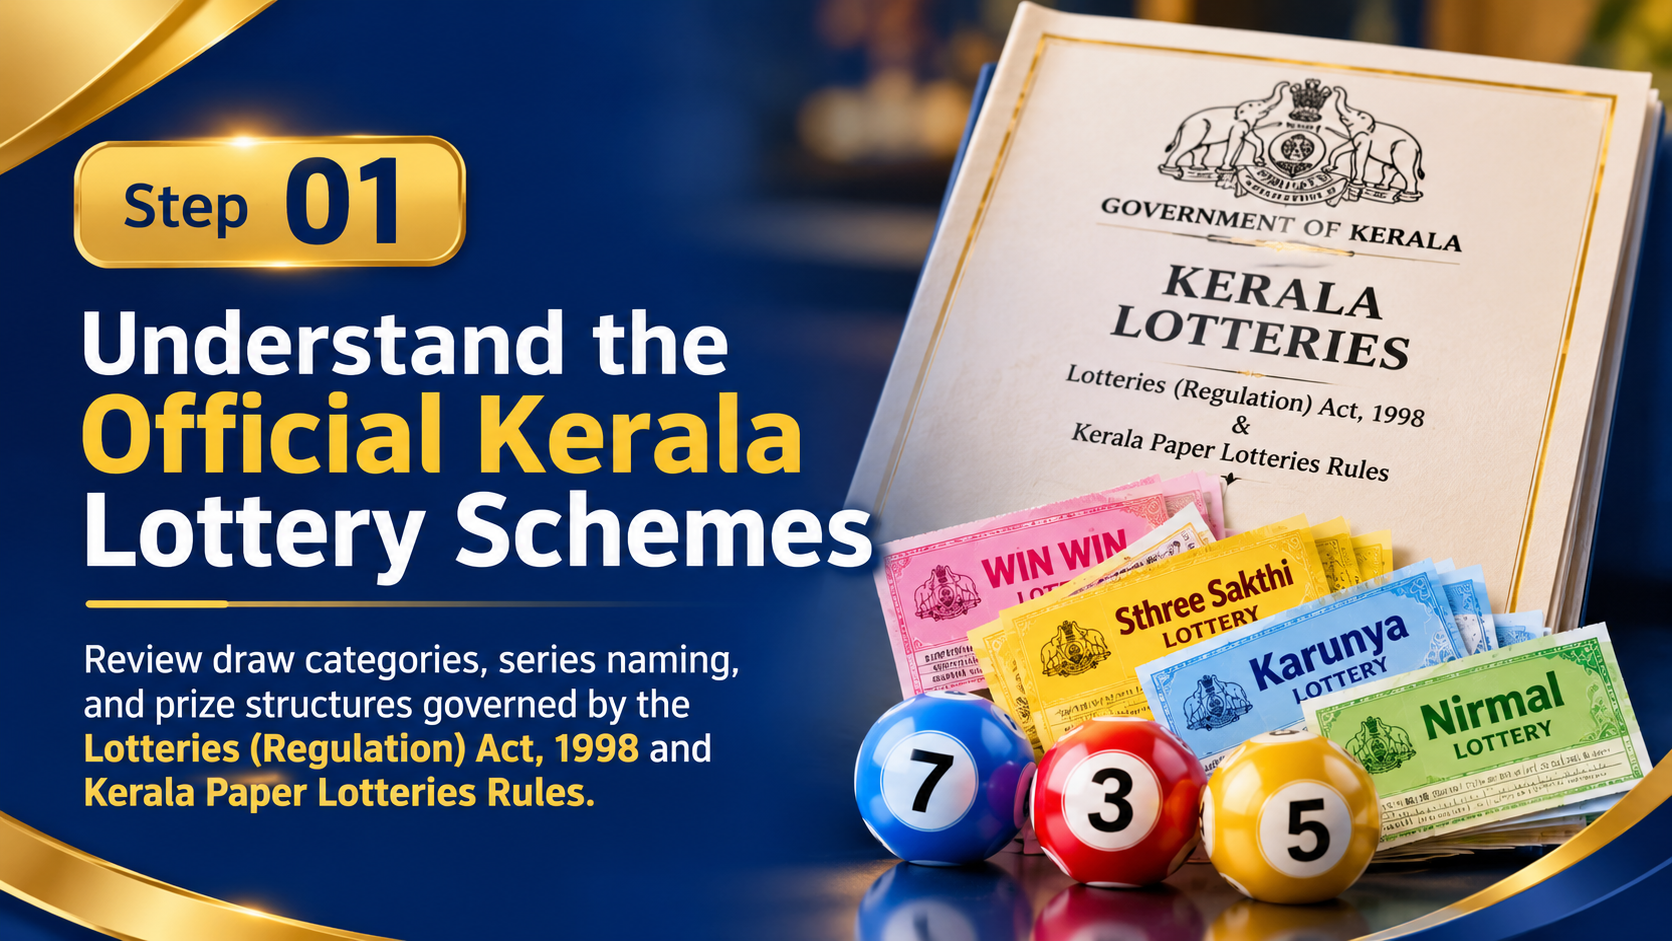 Step 01
Understand the
Official Kerala
Lottery Schemes
Review draw categories, series naming,
and prize structures governed by the
Lotteries (Regulation) Act, 1998 and
Kerala Paper Lotteries Rules.
GOVERNMENT OF KERALA
KERALA
LOTTERIES
Lotteries (Regulation) Act, 1998
&
Kerala Paper Lotteries Rules
WIN WIN
Sthree Sakthi
LOTTERY
Karunya
LOTTERY
Nirmal
LOTTERY
7
3
5